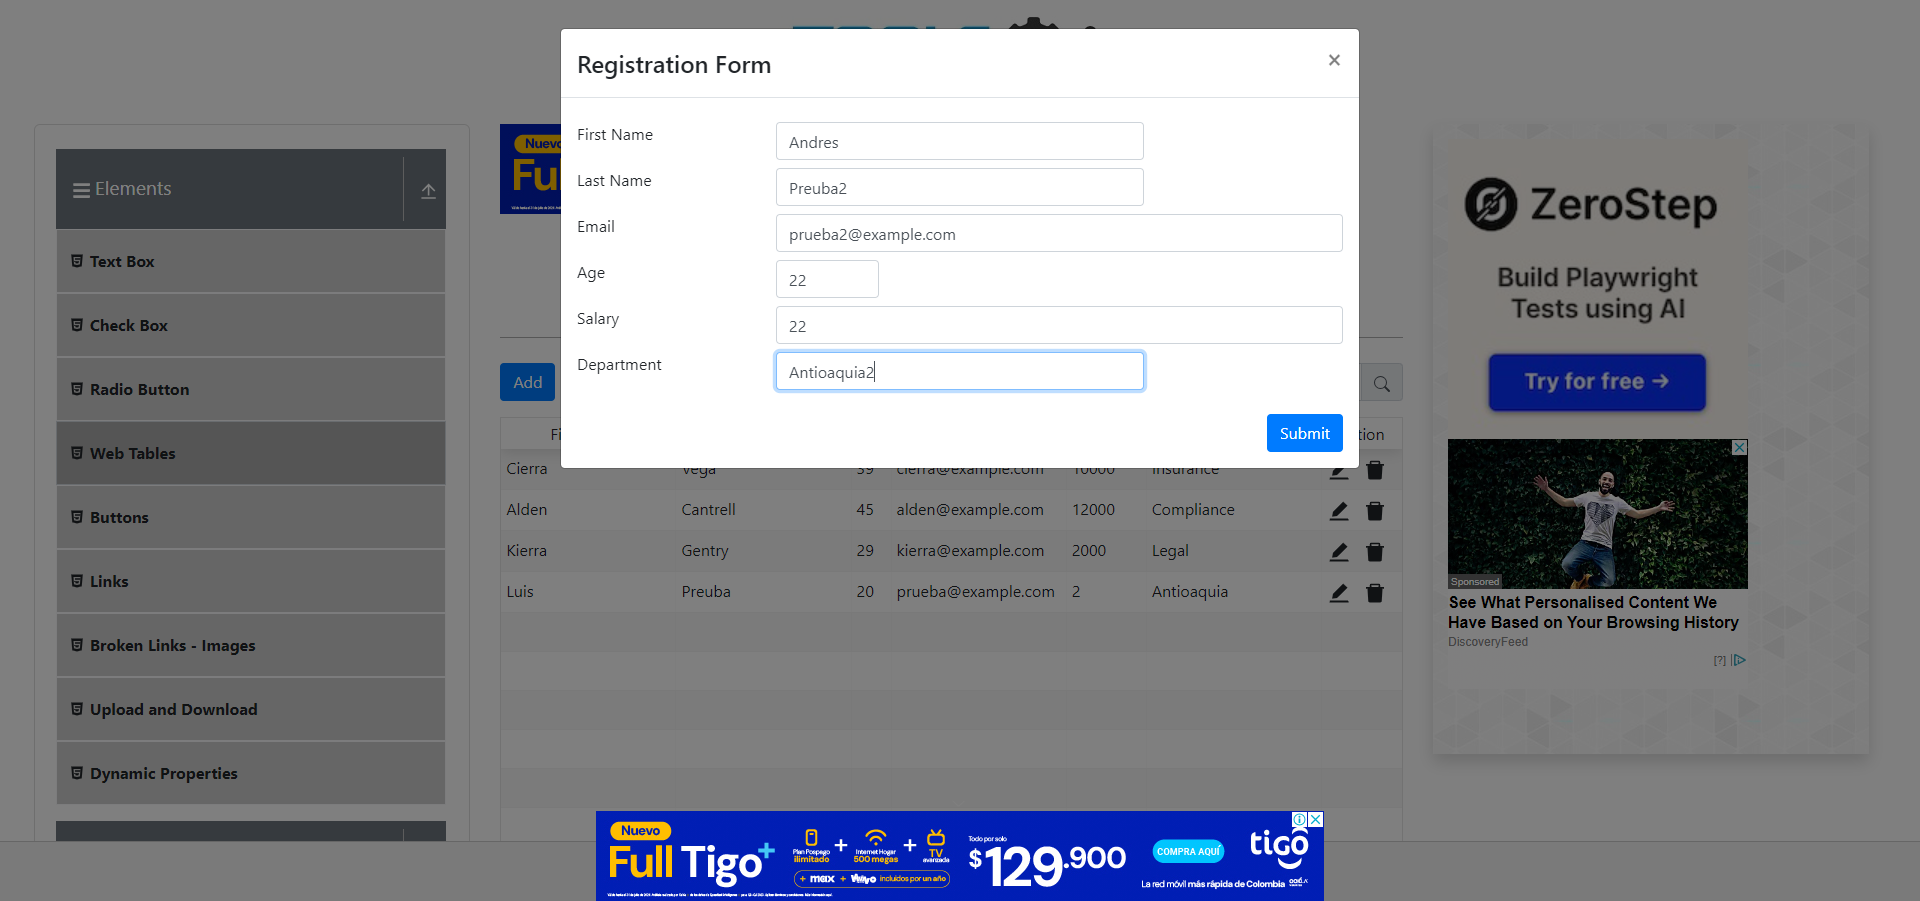 Registration Form
×
First Name
Andres
Last Name
Preuba2
Email
prueba2@example.com
Age
22
Salary
22
Department
Antioaquia2
Submit
Elements
Text Box
Check Box
Radio Button
Web Tables
Buttons
Links
Broken Links - Images
Upload and Download
Dynamic Properties
Add
Cierra Vega 39 cierra@example.com 10000 Insurance
Alden Cantrell 45 alden@example.com 12000 Compliance
Kierra Gentry 29 kierra@example.com 2000 Legal
Luis Preuba 20 prueba@example.com 2 Antioaquia
ZeroStep
Build Playwright
Tests using AI
Try for free →
Sponsored
See What Personalised Content We
Have Based on Your Browsing History
DiscoveryFeed
[?]
Nuevo
Full Tigo+
Plan Pospago
ilimitado
+
Internet Hogar
500 megas
+
TV
avanzada
+ max + incluidos por un año
Todo por solo
$129.900
COMPRA AQUÍ
tigo
La red móvil más rápida de Colombia